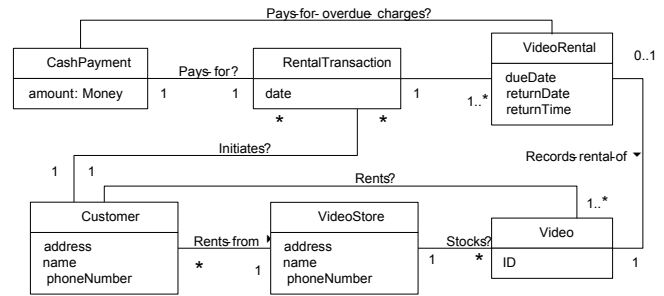 Pays-for- overdue- charges?
CashPayment
amount: Money
Pays-for?
1
1
RentalTransaction
date
1
1..*
VideoRental
dueDate
returnDate
returnTime
0..1
*
*
Initiates?
Records-rental-of
1
1
Rents?
1..*
Customer
address
name
phoneNumber
Rents-from
*
1
VideoStore
address
name
phoneNumber
Stocks?
1
*
Video
ID
1